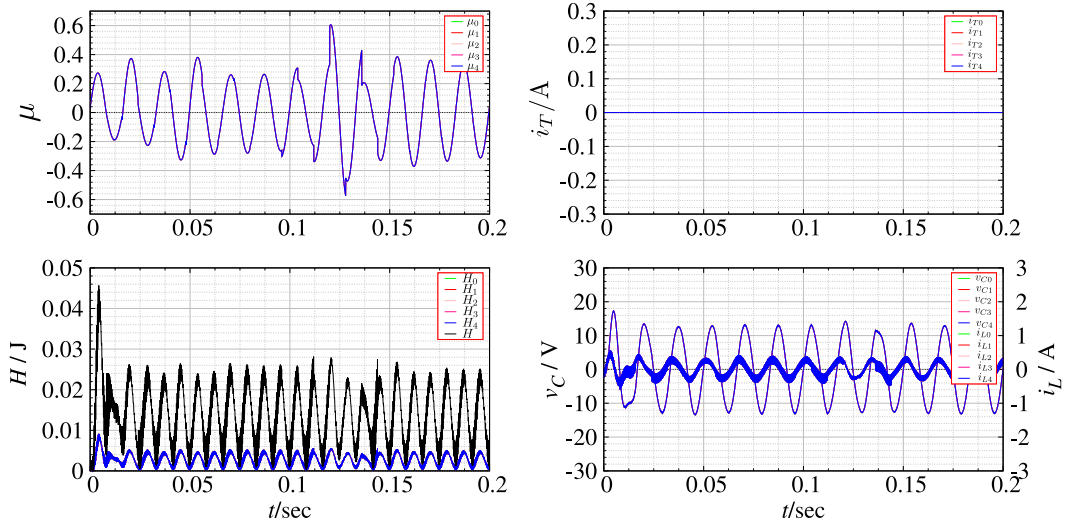 0.6
0.4
0.2
0
-0.2
-0.4
-0.6
μ
μ₀
μ₁
μ₂
μ₃
μ₄
0 0.05 0.1 0.15 0.2
0.3
0.2
0.1
0
-0.1
-0.2
-0.3
i_T / A
i_T0
i_T1
i_T2
i_T3
i_T4
0 0.05 0.1 0.15 0.2
0.05
0.04
0.03
0.02
0.01
0
H / J
H₀
H₁
H₂
H₃
H₄
H
0 0.05 0.1 0.15 0.2
t/sec
30
20
10
0
-10
-20
-30
v_C / V
v_C0
v_C1
v_C2
v_C3
v_C4
i_L0
i_L1
i_L2
i_L3
i_L4
3
2
1
0
-1
-2
-3
i_L / A
0 0.05 0.1 0.15 0.2
t/sec